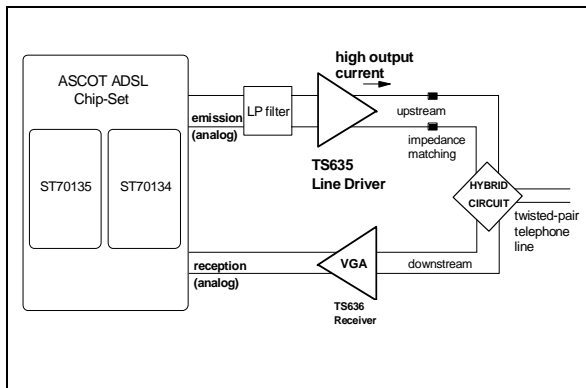 high output
current
ASCOT ADSL
Chip-Set
LP filter
emission
(analog)
upstream
impedance
matching
TS635
Line Driver
ST70135
ST70134
HYBRID
CIRCUIT
twisted-pair
telephone
line
VGA
downstream
reception
(analog)
TS636
Receiver